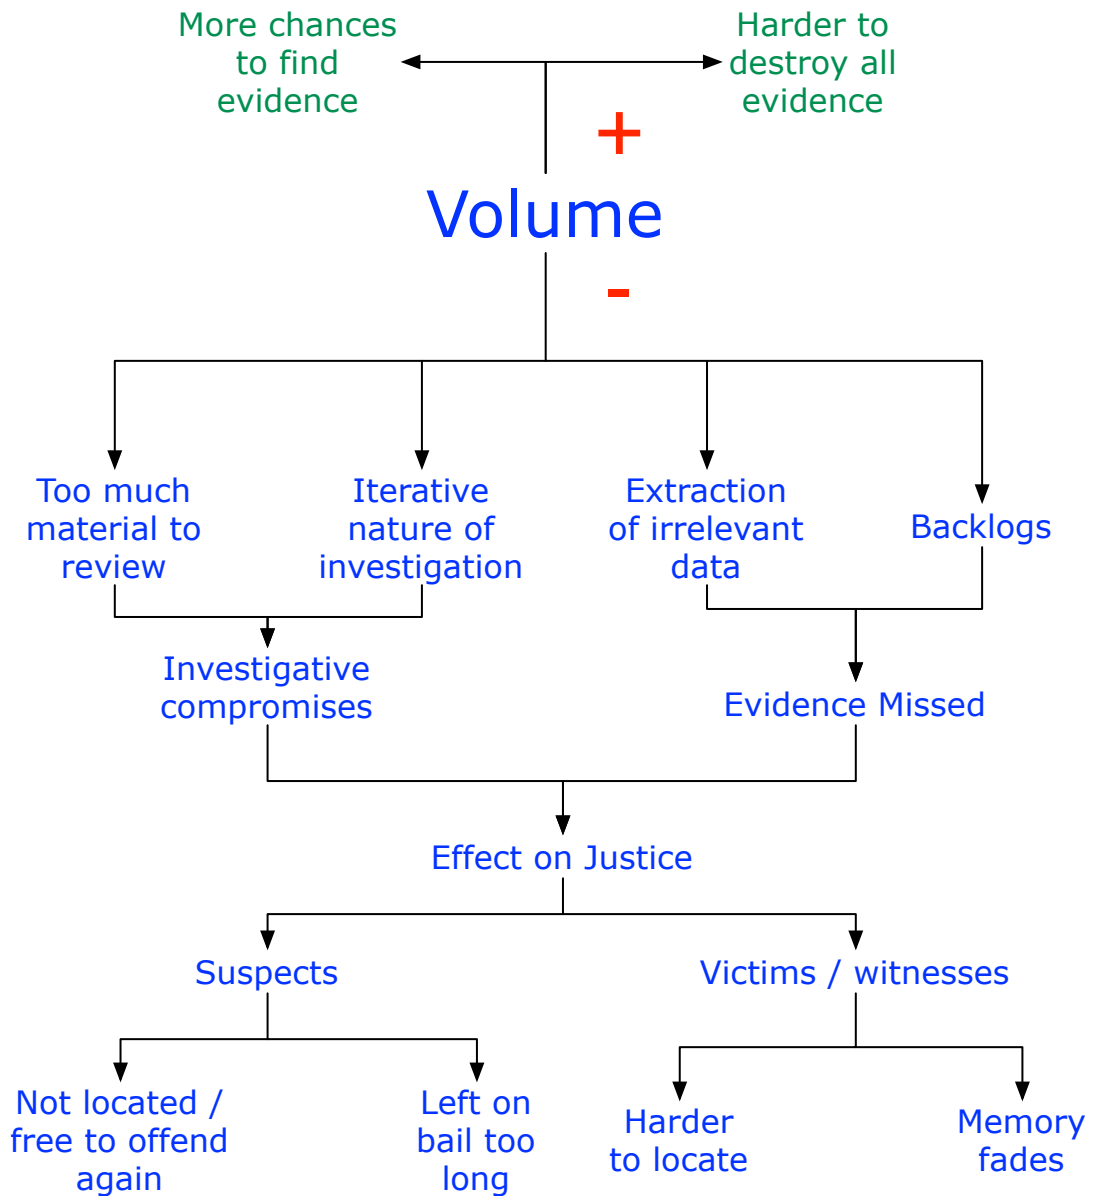 More chances
to find
evidence
Harder to
destroy all
evidence
+
Volume
-
Too much
material to
review
Iterative
nature of
investigation
Extraction
of irrelevant
data
Backlogs
Investigative
compromises
Evidence Missed
Effect on Justice
Suspects
Victims / witnesses
Not located /
free to offend
again
Left on
bail too
long
Harder
to locate
Memory
fades